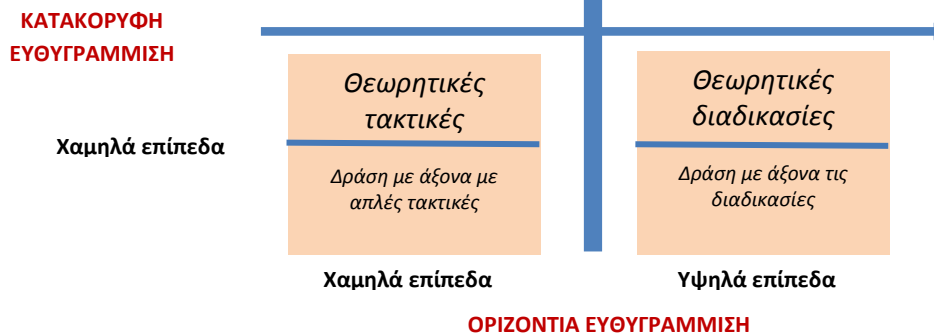 ΚΑΤΑΚΟΡΥΦΗ
ΕΥΘΥΓΡΑΜΜΙΣΗ
Θεωρητικές
τακτικές
Θεωρητικές
διαδικασίες
Χαμηλά επίπεδα
Δράση με άξονα με
απλές τακτικές
Δράση με άξονα τις
διαδικασίες
Χαμηλά επίπεδα
Υψηλά επίπεδα
ΟΡΙΖΟΝΤΙΑ ΕΥΘΥΓΡΑΜΜΙΣΗ